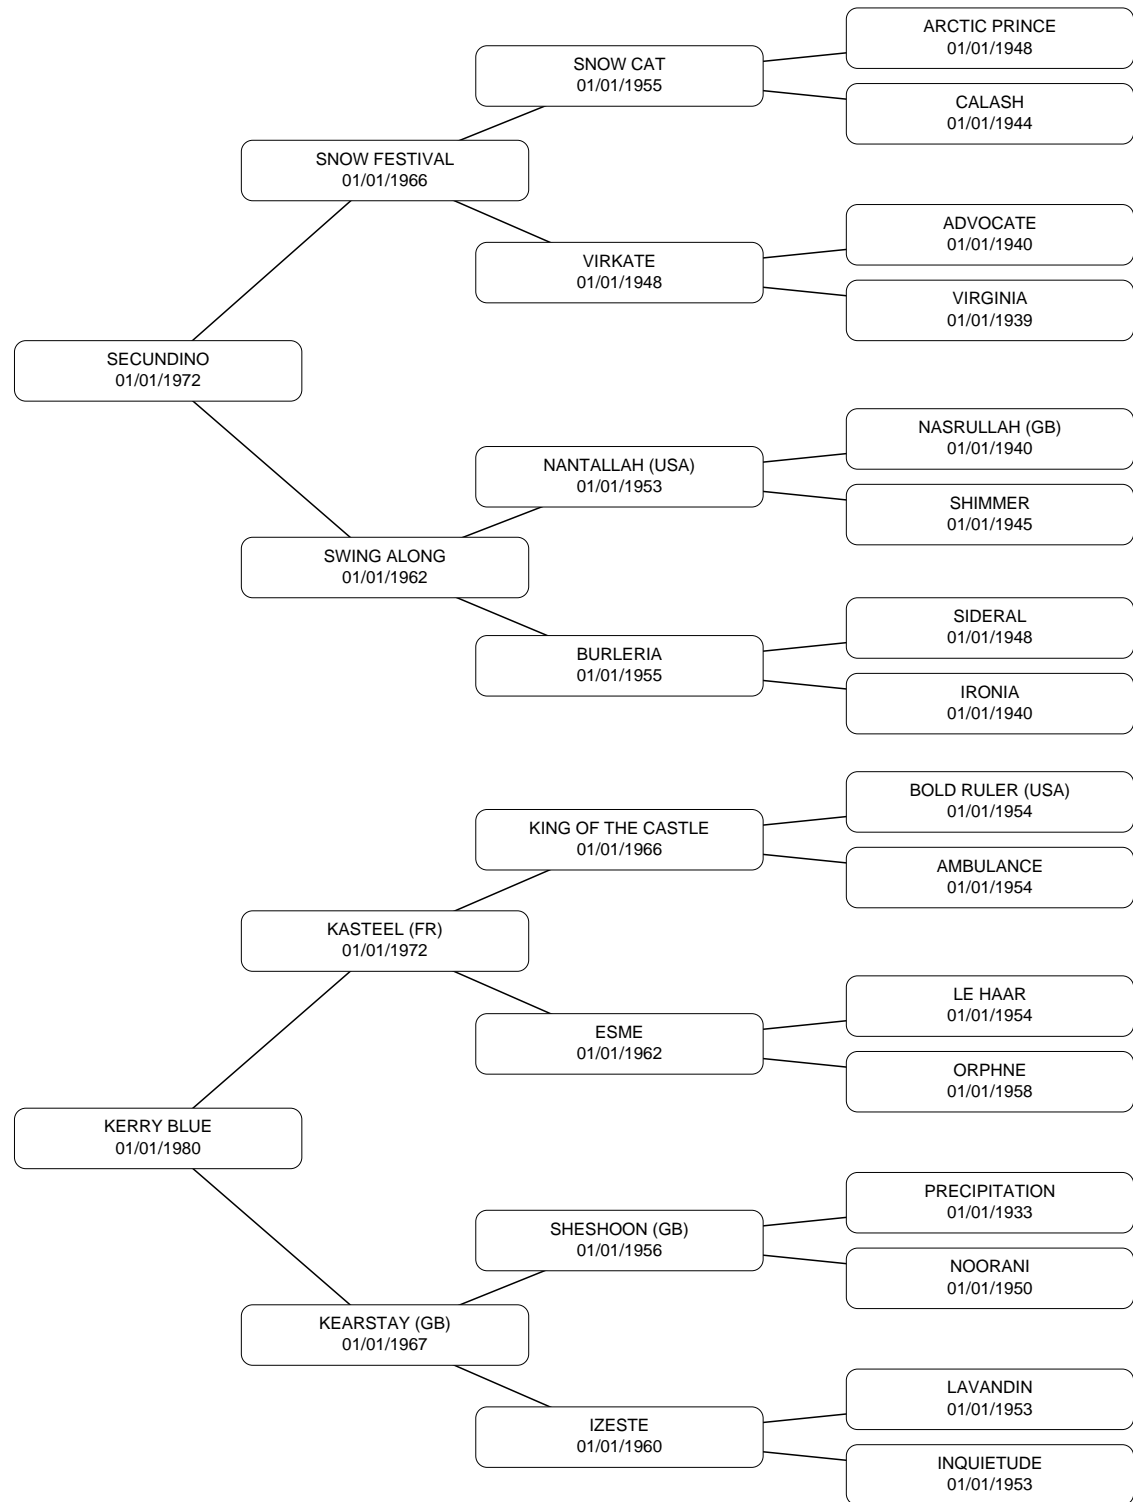 ARCTIC PRINCE
01/01/1948
SNOW CAT
01/01/1955
CALASH
01/01/1944
SNOW FESTIVAL
01/01/1966
ADVOCATE
01/01/1940
VIRKATE
01/01/1948
VIRGINIA
01/01/1939
SECUNDINO
01/01/1972
NASRULLAH (GB)
01/01/1940
NANTALLAH (USA)
01/01/1953
SHIMMER
01/01/1945
SWING ALONG
01/01/1962
SIDERAL
01/01/1948
BURLERIA
01/01/1955
IRONIA
01/01/1940
BOLD RULER (USA)
01/01/1954
KING OF THE CASTLE
01/01/1966
AMBULANCE
01/01/1954
KASTEEL (FR)
01/01/1972
LE HAAR
01/01/1954
ESME
01/01/1962
ORPHNE
01/01/1958
KERRY BLUE
01/01/1980
PRECIPITATION
01/01/1933
SHESHOON (GB)
01/01/1956
NOORANI
01/01/1950
KEARSTAY (GB)
01/01/1967
LAVANDIN
01/01/1953
IZESTE
01/01/1960
INQUIETUDE
01/01/1953